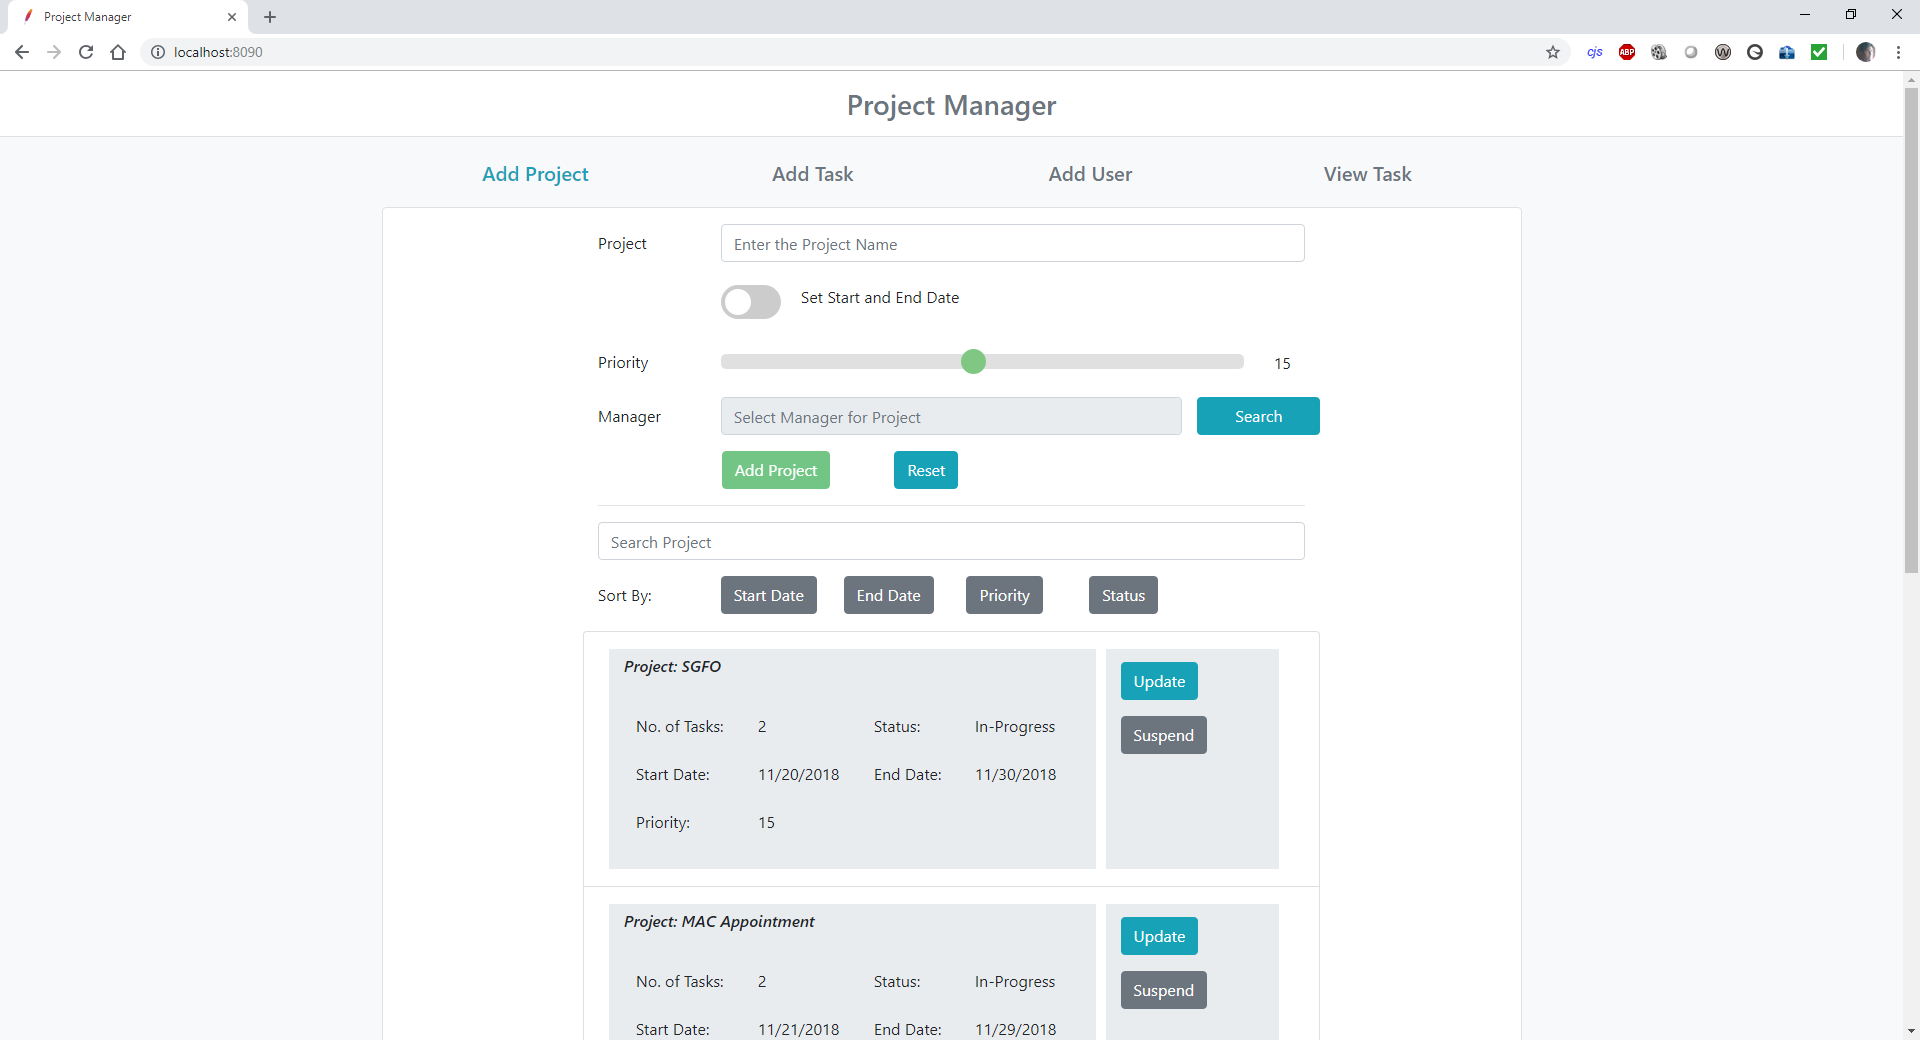 Project Manager
localhost:8090
cjs
ABP
Project Manager
Add Project Add Task Add User View Task
Project Enter the Project Name
Set Start and End Date
Priority 15
Manager Select Manager for Project Search
Add Project Reset
Search Project
Sort By: Start Date End Date Priority Status
Project: SGFO
Update
No. of Tasks: 2 Status: In-Progress
Suspend
Start Date: 11/20/2018 End Date: 11/30/2018
Priority: 15
Project: MAC Appointment
Update
No. of Tasks: 2 Status: In-Progress
Suspend
Start Date: 11/21/2018 End Date: 11/29/2018